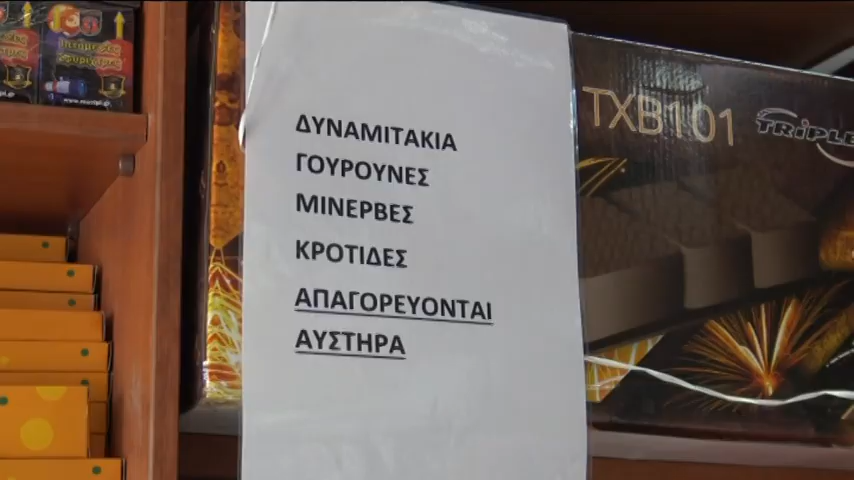 ΔΥΝΑΜΙΤΑΚΙΑ
ΓΟΥΡΟΥΝΕΣ
ΜΙΝΕΡΒΕΣ
ΚΡΟΤΙΔΕΣ
ΑΠΑΓΟΡΕΥΟΝΤΑΙ
ΑΥΣΤΗΡΑ
TXB101
TRIPLE